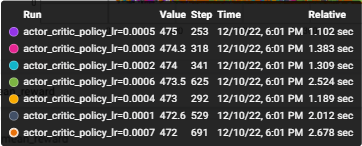 Run Value Step Time Relative
actor_critic_policy_lr=0.0005 475 253 12/10/22, 6:01 PM 1.102 sec
actor_critic_policy_lr=0.0003 474.3 318 12/10/22, 6:01 PM 1.383 sec
actor_critic_policy_lr=0.0002 474 341 12/10/22, 6:01 PM 1.309 sec
actor_critic_policy_lr=0.0006 473.5 625 12/10/22, 6:01 PM 2.524 sec
actor_critic_policy_lr=0.0004 473 292 12/10/22, 6:01 PM 1.189 sec
actor_critic_policy_lr=0.0001 472.6 529 12/10/22, 6:01 PM 2.012 sec
actor_critic_policy_lr=0.0007 472 691 12/10/22, 6:01 PM 2.678 sec